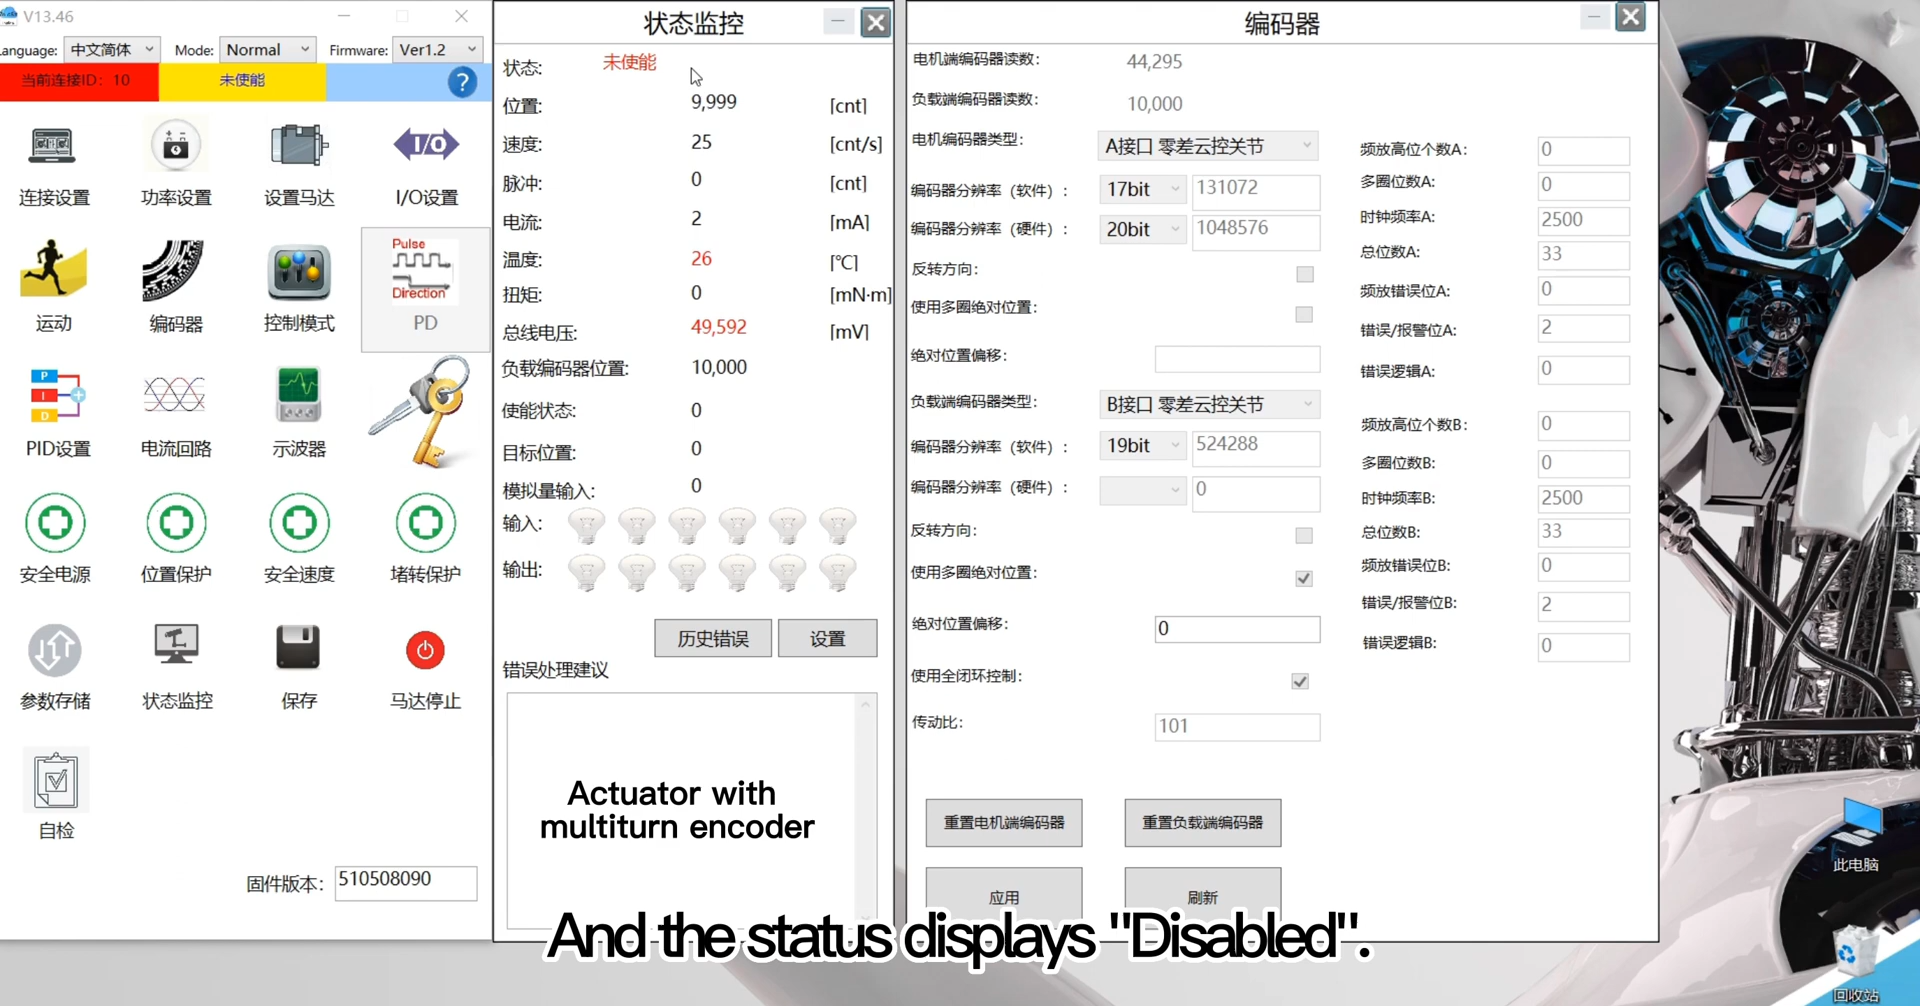 V13.46
anguage: 中文简体 Mode: Normal Firmware: Ver1.2
当前连接ID: 10 未使能 ?
连接设置 功率设置 设置马达 I/O I/O设置
运动 编码器 控制模式 Pulse Direction PD
P I D
PID设置 电流回路 示波器
安全电源 位置保护 安全速度 堵转保护
参数存储 状态监控 保存 马达停止
自检
固件版本: 510508090
状态监控
状态: 未使能
位置: 9,999 [cnt]
速度: 25 [cnt/s]
脉冲: 0 [cnt]
电流: 2 [mA]
温度: 26 [℃]
扭矩: 0 [mN·m]
总线电压: 49,592 [mV]
负载编码器位置: 10,000
使能状态: 0
目标位置: 0
模拟量输入: 0
输入:
输出:
历史错误 设置
错误处理建议
Actuator with
multiturn encoder
编码器
电机端编码器读数: 44,295
负载端编码器读数: 10,000
电机编码器类型: A接口 零差云控关节
编码器分辨率（软件）: 17bit 131072
编码器分辨率（硬件）: 20bit 1048576
反转方向:
使用多圈绝对位置:
绝对位置偏移:
负载端编码器类型: B接口 零差云控关节
编码器分辨率（软件）: 19bit 524288
编码器分辨率（硬件）: 0
反转方向:
使用多圈绝对位置:
绝对位置偏移: 0
使用全闭环控制:
传动比: 101
频放高位个数A: 0
多圈位数A: 0
时钟频率A: 2500
总位数A: 33
频放错误位A: 0
错误/报警位A: 2
错误逻辑A: 0
频放高位个数B: 0
多圈位数B: 0
时钟频率B: 2500
总位数B: 33
频放错误位B: 0
错误/报警位B: 2
错误逻辑B: 0
重置电机端编码器 重置负载端编码器
应用 刷新
And the status displays "Disabled".
此电脑
回收站